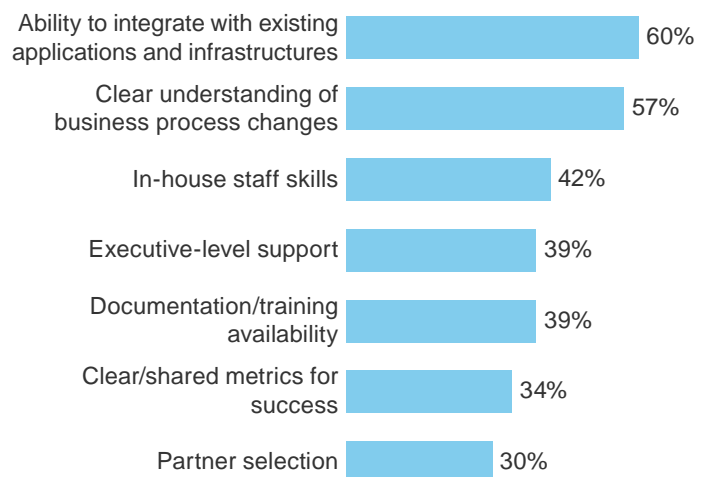 Ability to integrate with existing
applications and infrastructures
60%
Clear understanding of
business process changes
57%
In-house staff skills
42%
Executive-level support
39%
Documentation/training
availability
39%
Clear/shared metrics for
success
34%
Partner selection
30%